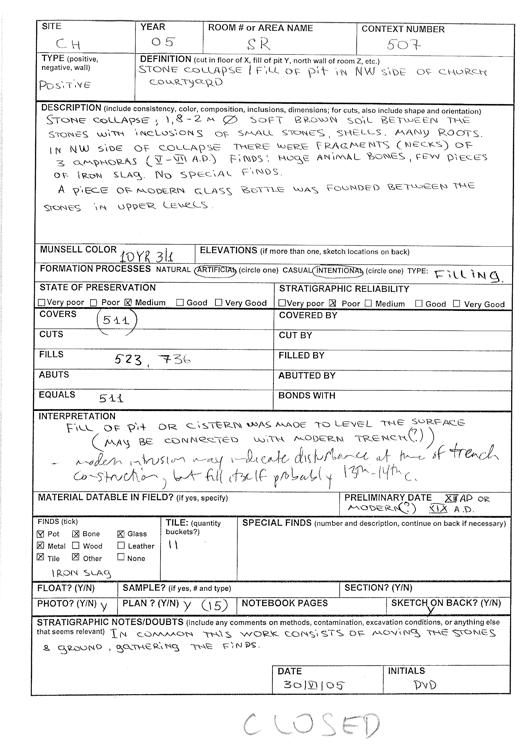 SITE YEAR ROOM # or AREA NAME CONTEXT NUMBER
CH 05 SR 507
TYPE (positive, negative, wall) DEFINITION (cut in floor of X, fill of pit Y, north wall of room Z, etc.)
POSITIVE STONE COLLAPSE / FILL OF PIT IN NW SIDE OF CHURCH
COURTYARD
DESCRIPTION (include consistency, color, composition, inclusions, dimensions; for cuts, also include shape and orientation)
STONE COLLAPSE; 1,8-2 M Ø SOFT BROWN SOIL BETWEEN THE
STONES WITH INCLUSIONS OF SMALL STONES, SHELLS. MANY ROOTS.
IN NW SIDE OF COLLAPSE THERE WERE FRAGMENTS (NECKS) OF
3 AMPHORAS (V-VII A.D.) FINDS: HUGE ANIMAL BONES, FEW PIECES
OF IRON SLAG. NO SPECIAL FINDS.
A PIECE OF MODERN GLASS BOTTLE WAS FOUNDED BETWEEN THE
STONES IN UPPER LEVELS.
MUNSELL COLOR 10YR 3/1 ELEVATIONS (if more than one, sketch locations on back)
FORMATION PROCESSES NATURAL ARTIFICIAL (circle one) CASUAL INTENTIONAL (circle one) TYPE: FILLING.
STATE OF PRESERVATION STRATIGRAPHIC RELIABILITY
Very poor Poor Medium Good Very Good Very poor Poor Medium Good Very Good
COVERS 511 COVERED BY
CUTS CUT BY
FILLS 523, 736 FILLED BY
ABUTS ABUTTED BY
EQUALS 511 BONDS WITH
INTERPRETATION
FILL OF PIT OR CISTERN WAS MADE TO LEVEL THE SURFACE
(MAY BE CONNECTED WITH MODERN TRENCH(?))
- modern intrusion may indicate disturbance at time of trench
construction, but fill itself probably 13th-14th c.
MATERIAL DATABLE IN FIELD? (if yes, specify) PRELIMINARY DATE AD OR
MODERN(?) XIX A.D.
FINDS (tick) TILE: (quantity buckets?) SPECIAL FINDS (number and description, continue on back if necessary)
Pot Bone Glass 11
Metal Wood Leather
Tile Other None
IRON SLAG
FLOAT? (Y/N) SAMPLE? (if yes, # and type) SECTION? (Y/N)
PHOTO? (Y/N) Y PLAN? (Y/N) Y (15) NOTEBOOK PAGES SKETCH ON BACK? (Y/N) Y
STRATIGRAPHIC NOTES/DOUBTS (include any comments on methods, contamination, excavation conditions, or anything else
that seems relevant) IN COMMON THIS WORK CONSISTS OF MOVING THE STONES
& GROUND, GATHERING THE FINDS.
DATE INITIALS
30/VI/05 DVD
CLOSED